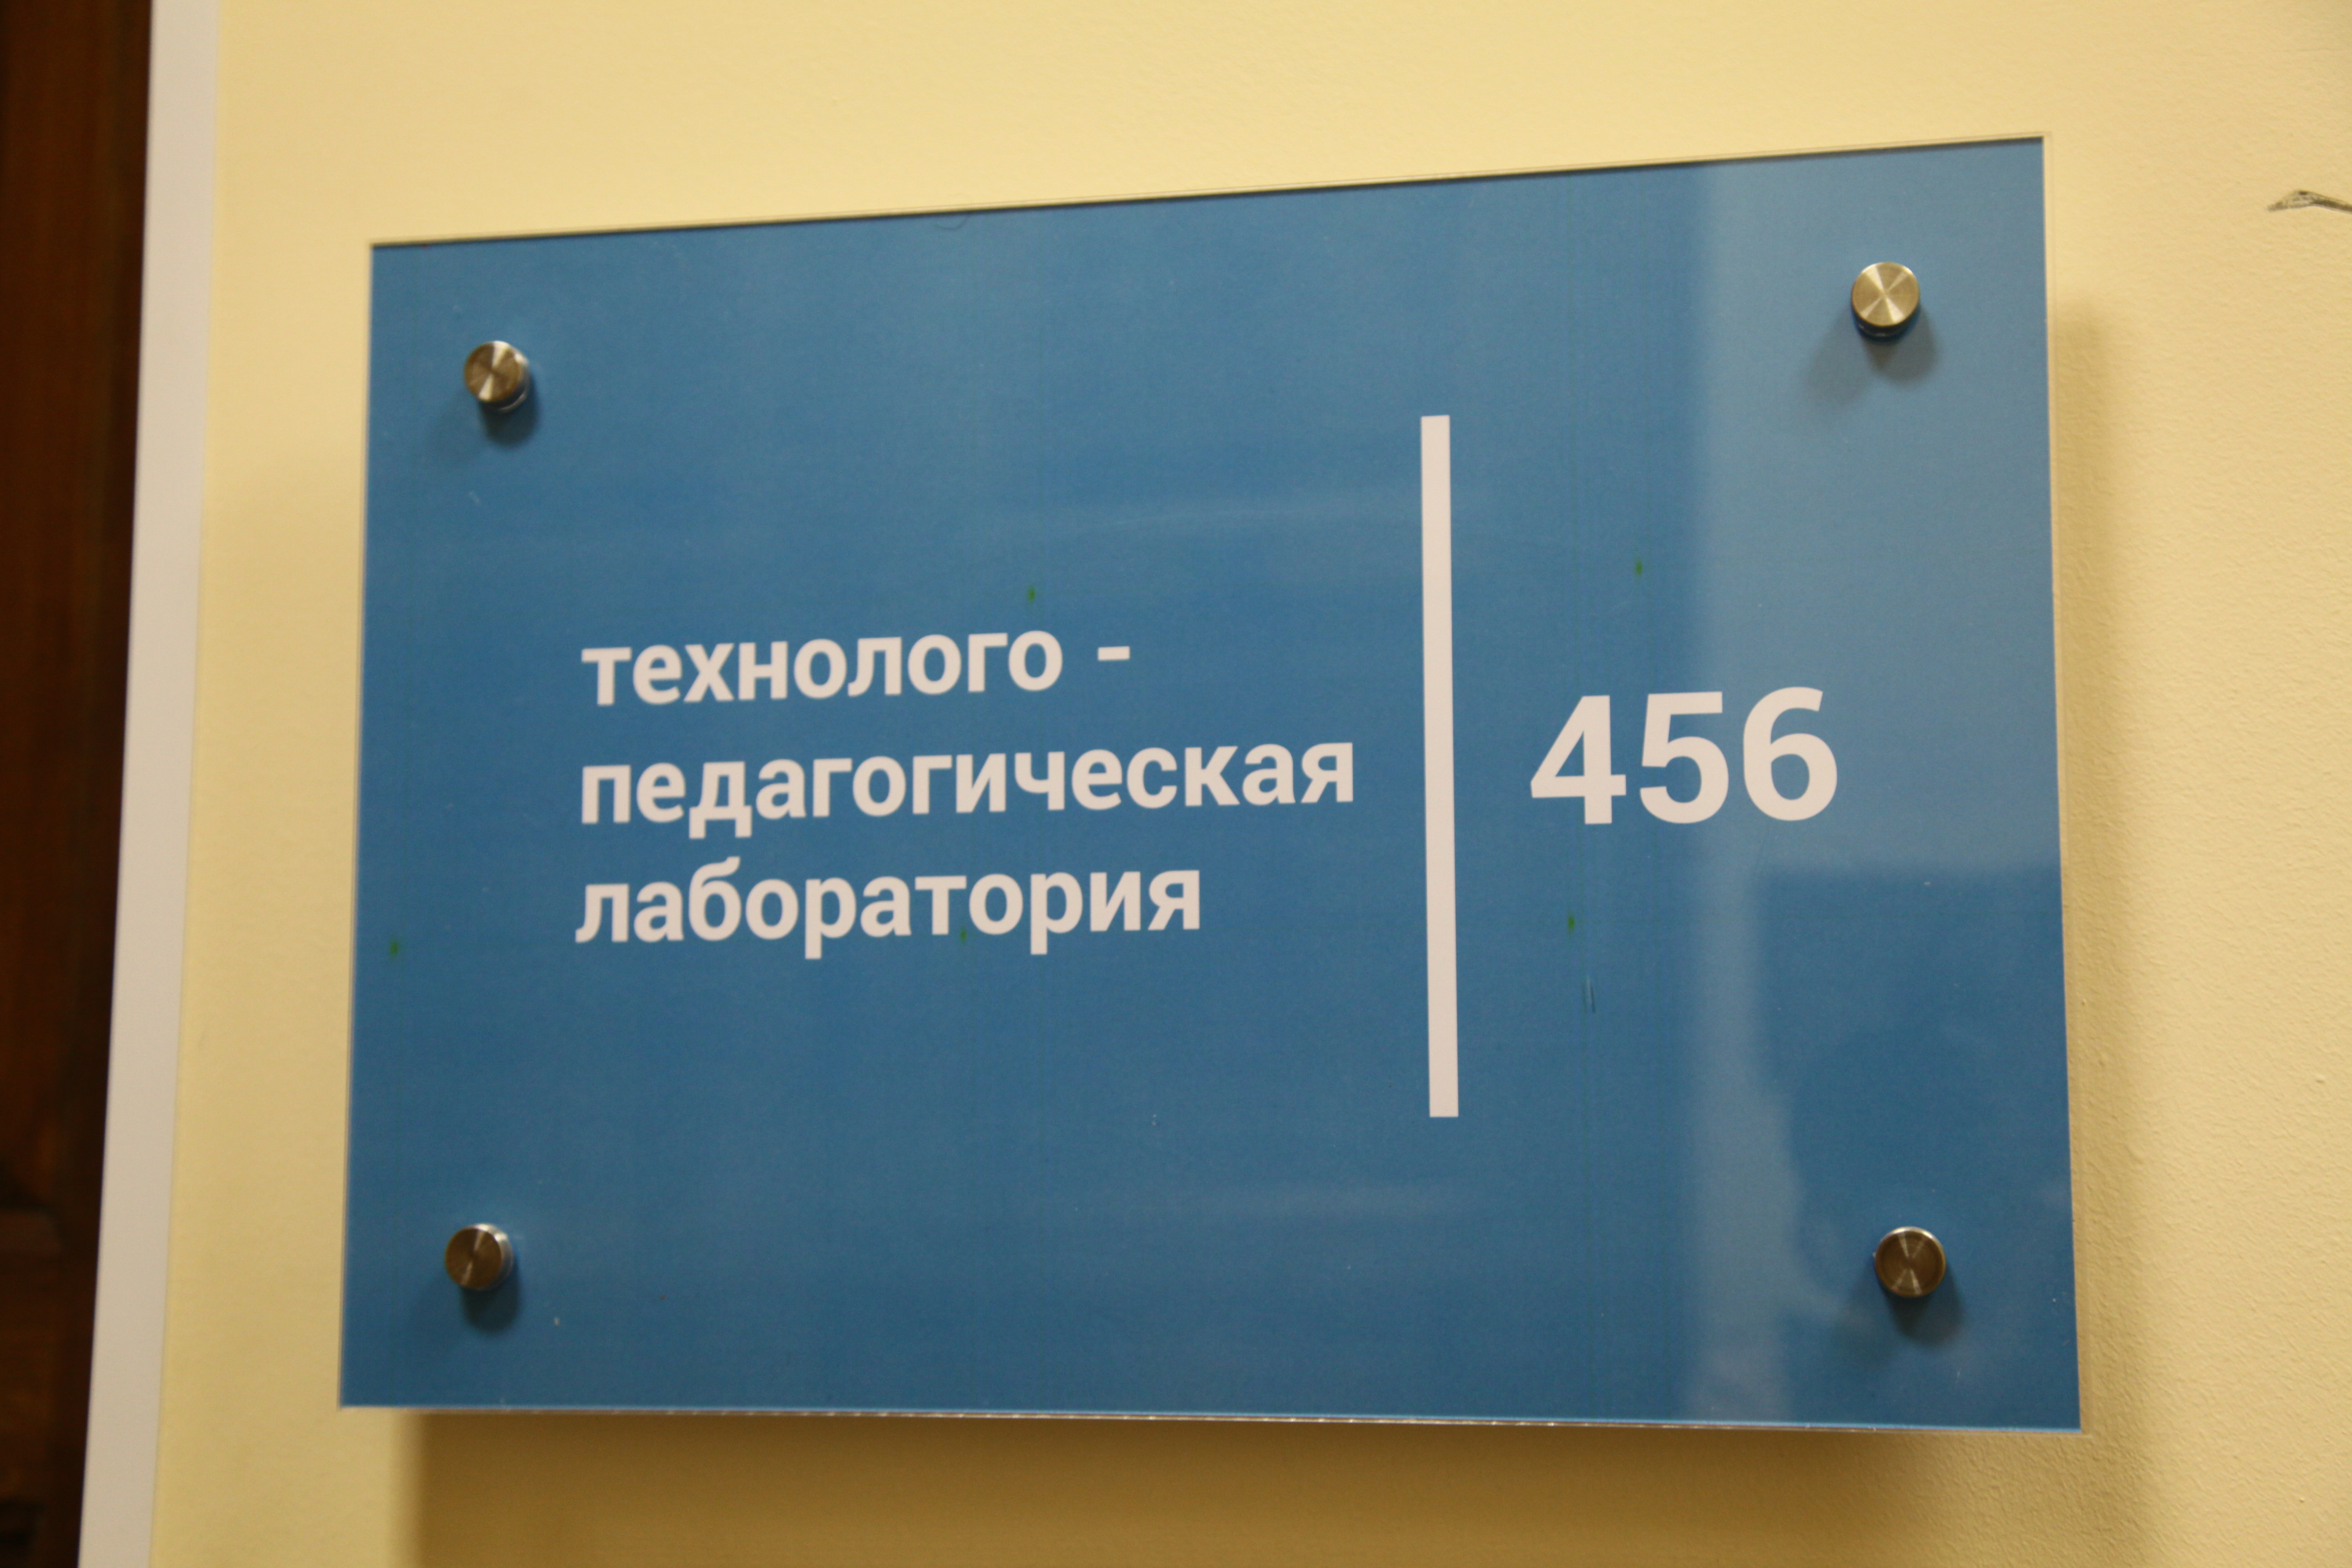 технолого -
педагогическая
лаборатория
456